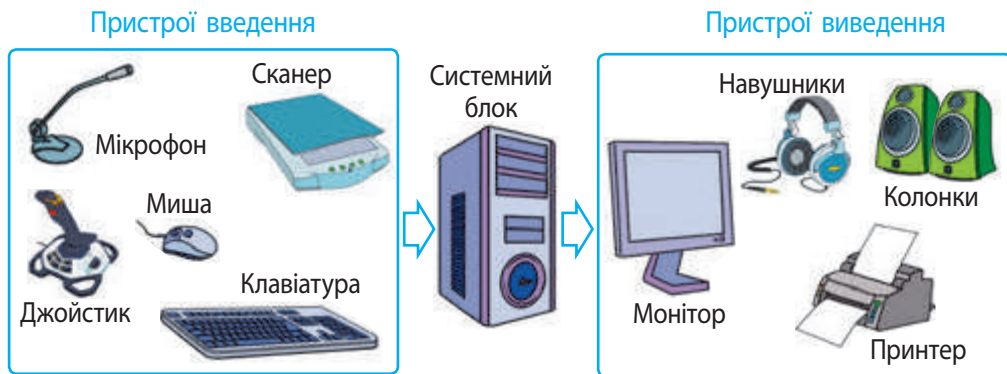 Пристрої введення
Мікрофон
Сканер
Джойстик
Миша
Клавіатура
Системний
блок
Пристрої виведення
Навушники
Колонки
Монітор
Принтер